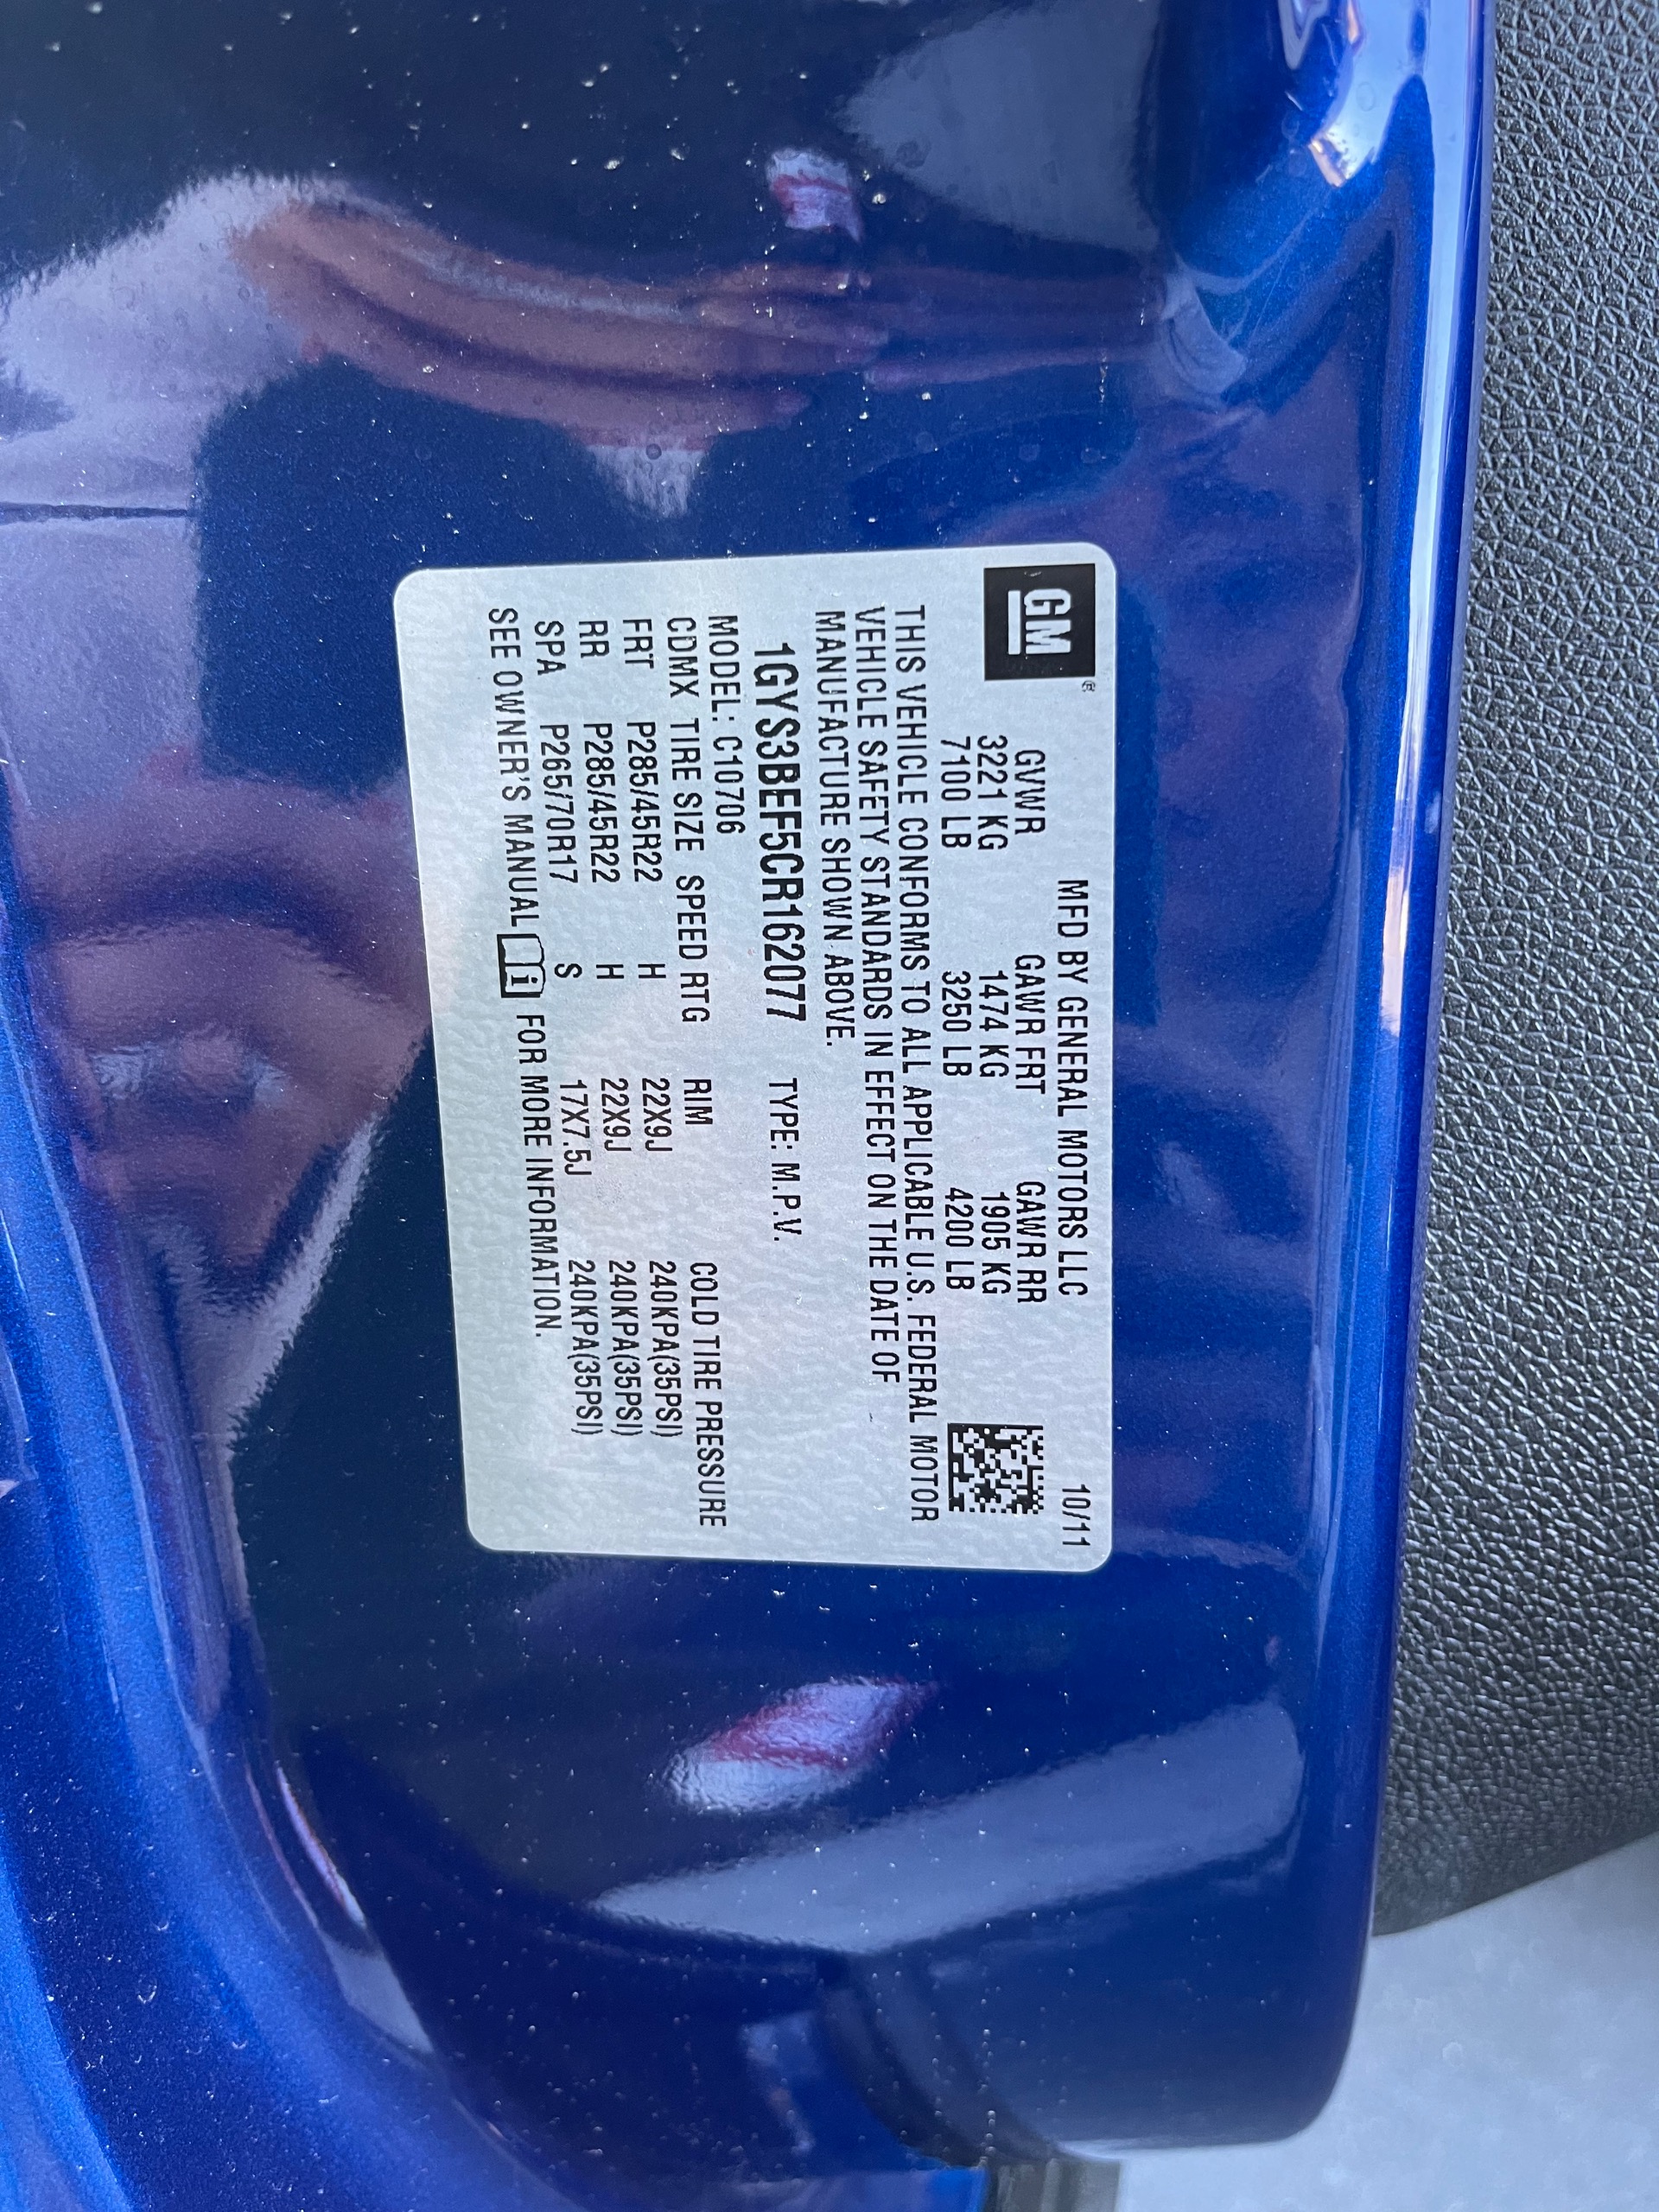 GM®
MFD BY GENERAL MOTORS LLC 10/11
GVWR GAWR FRT GAWR RR
3221 KG 1474 KG 1905 KG
7100 LB 3250 LB 4200 LB
THIS VEHICLE CONFORMS TO ALL APPLICABLE U.S. FEDERAL MOTOR
VEHICLE SAFETY STANDARDS IN EFFECT ON THE DATE OF
MANUFACTURE SHOWN ABOVE.
1GYS3BEF5CR162077 TYPE: M.P.V.
MODEL: C10706
CDMX TIRE SIZE SPEED RTG RIM COLD TIRE PRESSURE
FRT P285/45R22 H 22X9J 240KPA(35PSI)
RR P285/45R22 H 22X9J 240KPA(35PSI)
SPA P265/70R17 S 17X7.5J 240KPA(35PSI)
SEE OWNER'S MANUAL i FOR MORE INFORMATION.